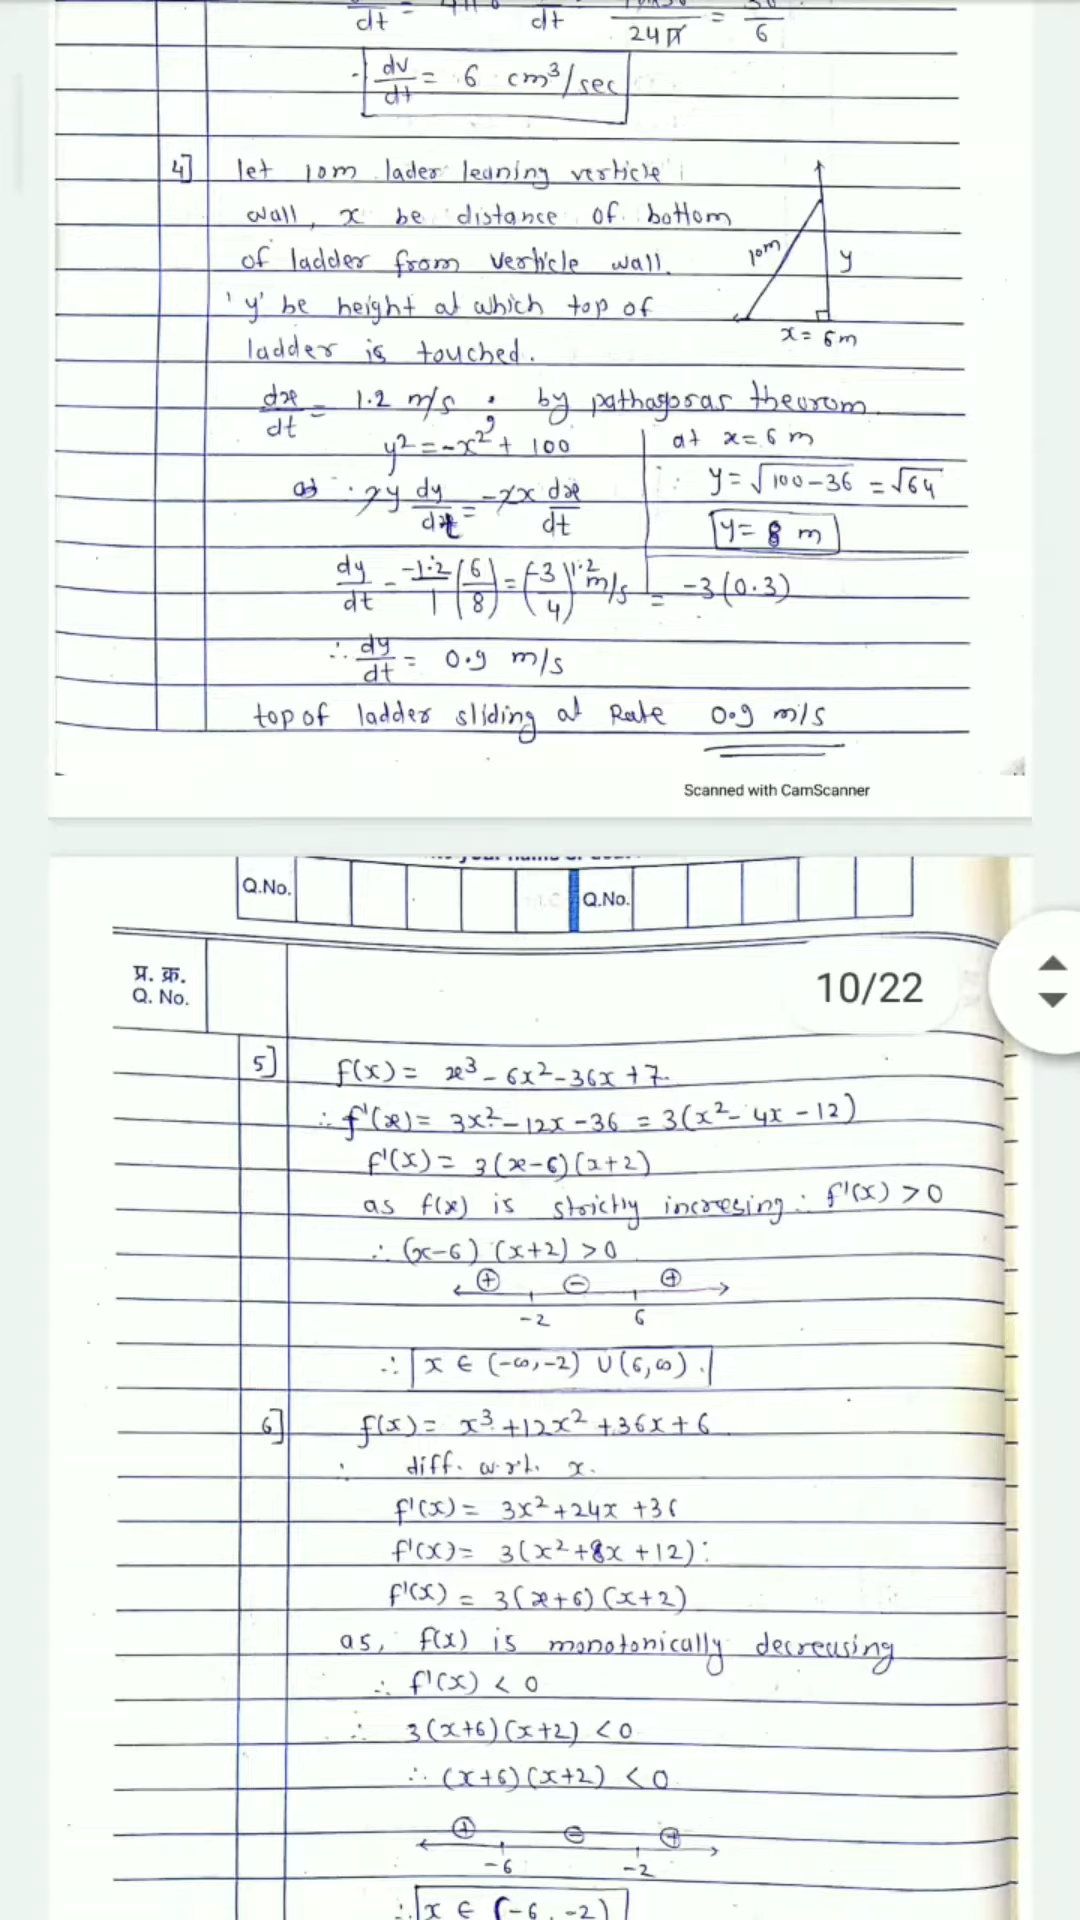 dt = dt 24π = 6
dv/dt = 6 cm³/sec
4] let 10m lader leaning verticle
wall, x be distance of bottom
of ladder from verticle wall.
'y' be height at which top of
ladder is touched.
10m
y
x = 6m
dx/dt = 1.2 m/s ; by pathagoras theorom
y² = -x² + 100
2y dy/dt = -2x dx/dt
at x = 6 m
∴ y = √100-36 = √64
y = 8 m
dy/dt = -1.2/1 (6/8) = (-3/4) 1.2 m/s = -3(0.3)
∴ dy/dt = 0.9 m/s
top of ladder sliding at Rate 0.9 m/s
Scanned with CamScanner
Q.No. Q.No.
प्र. क्र.
Q. No.
10/22
5] f(x) = x³ - 6x² - 36x + 7
∴ f'(x) = 3x² - 12x - 36 = 3(x² - 4x - 12)
f'(x) = 3(x-6)(x+2)
as f(x) is strictly incresing ∴ f'(x) > 0
∴ (x-6) (x+2) > 0
+ - +
-2 6
∴ x ∈ (-∞, -2) ∪ (6, ∞).
6] f(x) = x³ + 12x² + 36x + 6
∴ diff. w.r.t. x.
f'(x) = 3x² + 24x + 36
f'(x) = 3(x² + 8x + 12) :
f'(x) = 3(x+6)(x+2)
as, f(x) is monotonically decreasing
∴ f'(x) < 0
∴ 3(x+6)(x+2) < 0
∴ (x+6)(x+2) < 0
+ - +
-6 -2
∴ x ∈ (-6, -2)